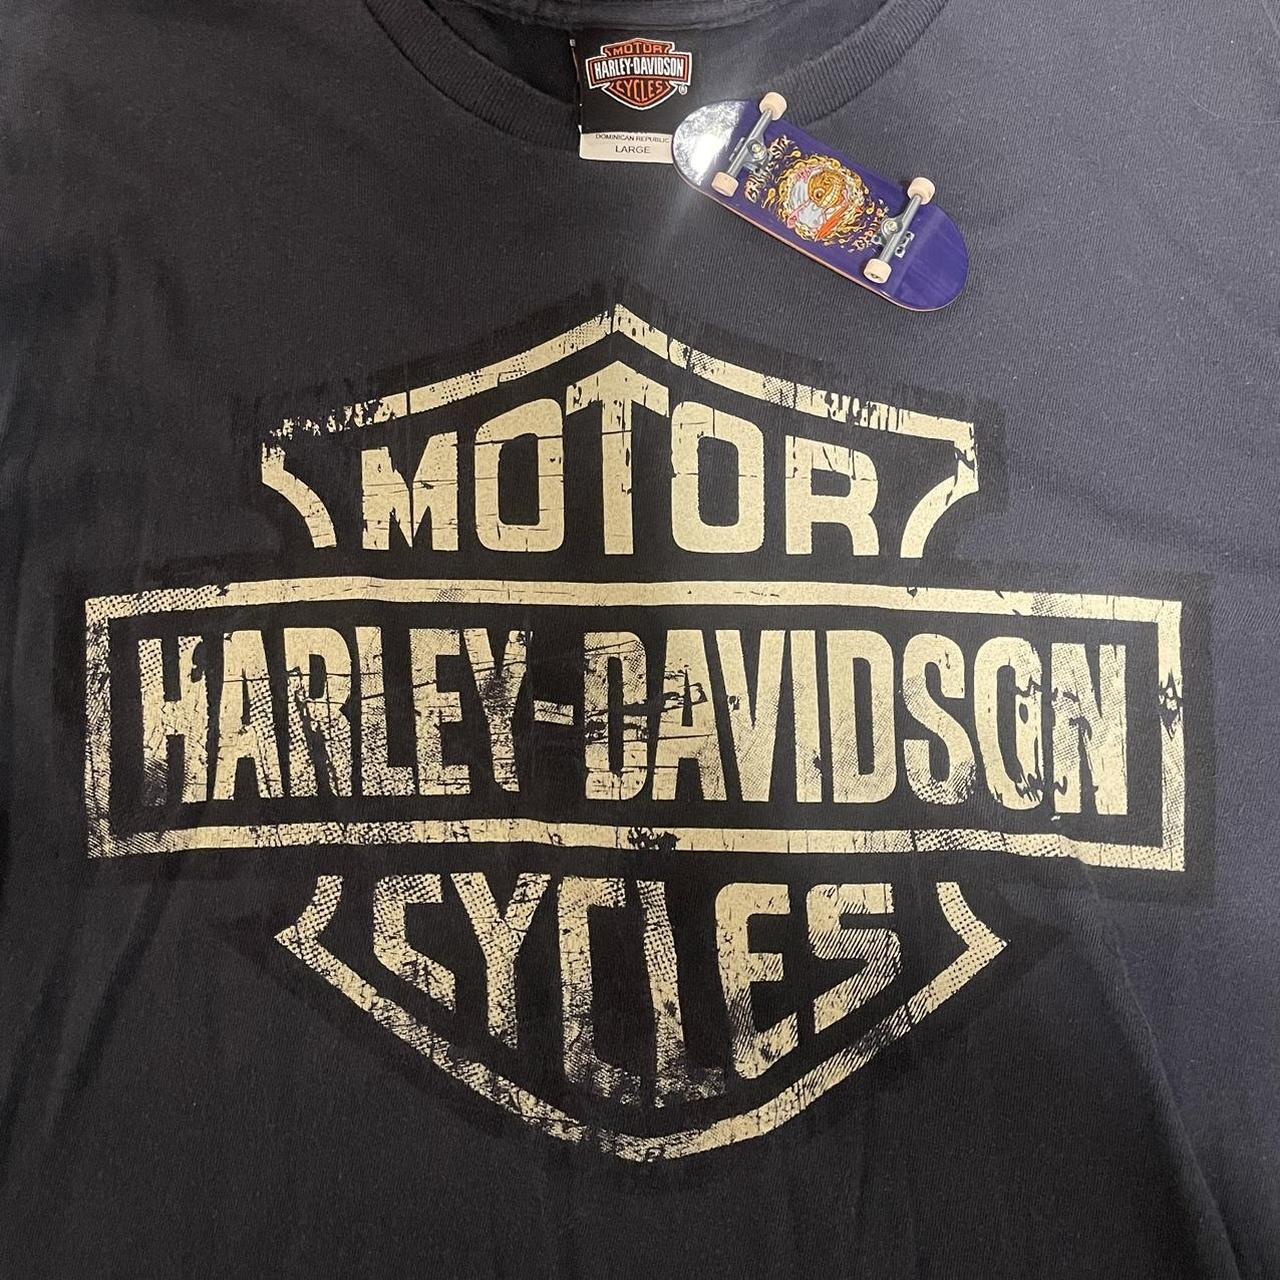 MOTOR
HARLEY-DAVIDSON
CYCLES
DOMINICAN REPUBLIC
LARGE
MOTOR
HARLEY-DAVIDSON
CYCLES